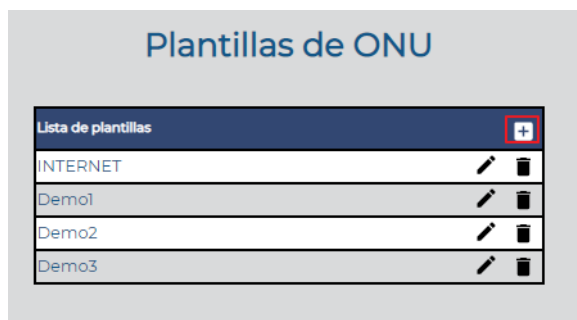 Plantillas de ONU
Lista de plantillas
INTERNET
Demo1
Demo2
Demo3